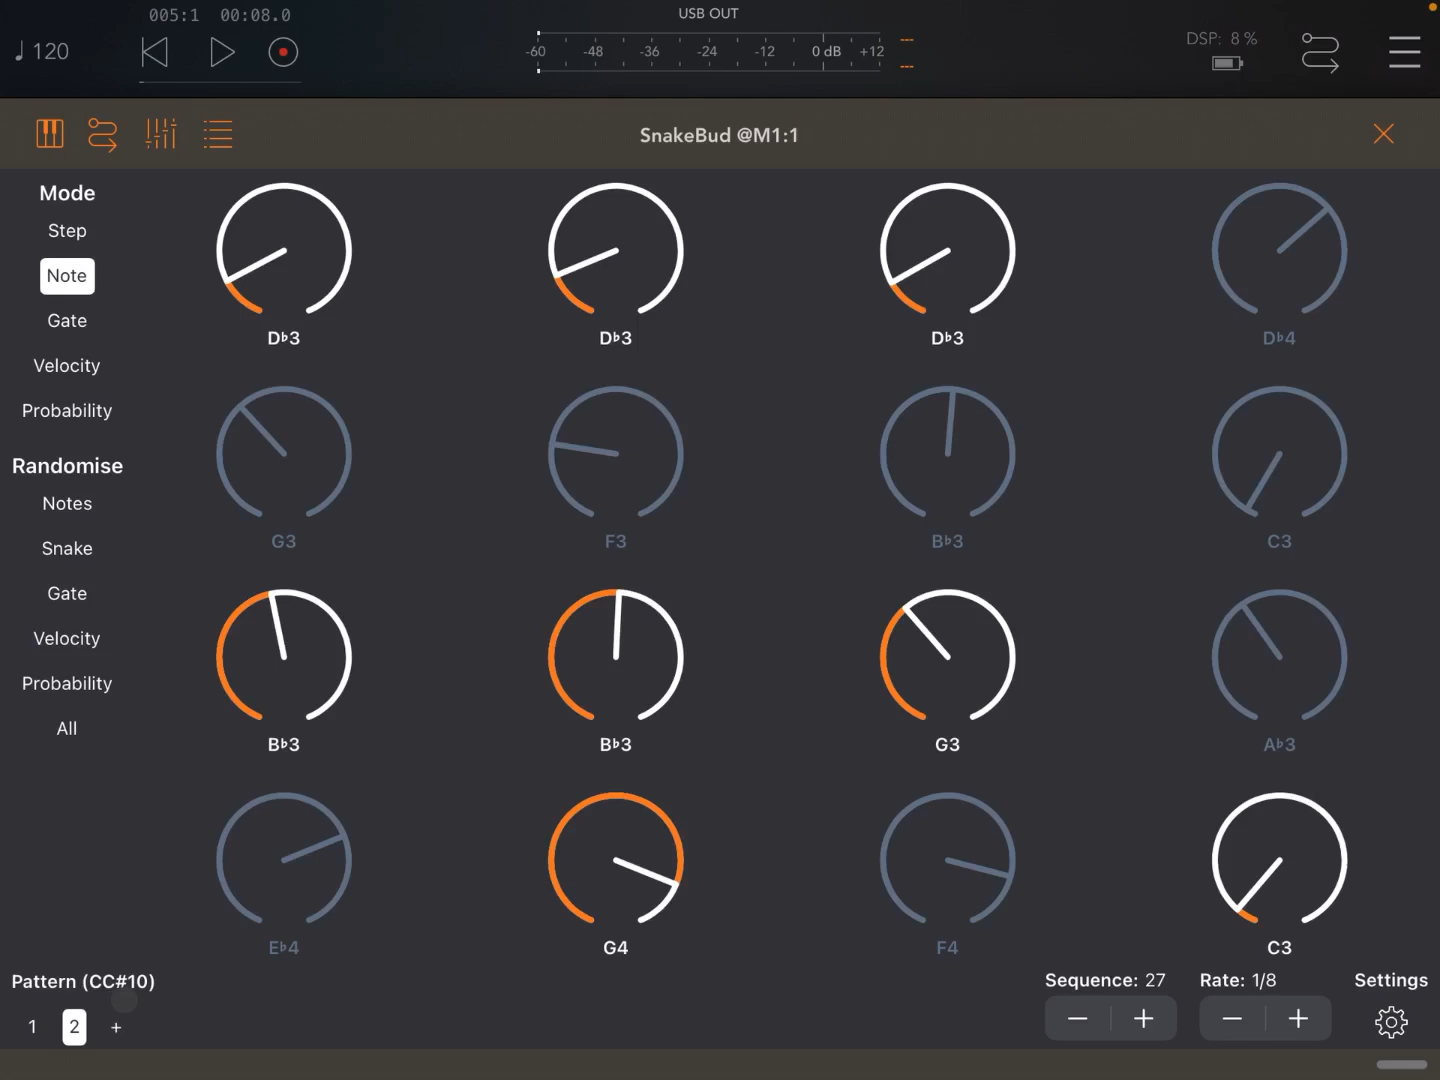 005:1 00:08.0
USB OUT
♩ 120
-60 -48 -36 -24 -12 0 dB +12
---
---
DSP: 8 %
SnakeBud @M1:1
Mode
Step
Note
Gate
Velocity
Probability
Randomise
Notes
Snake
Gate
Velocity
Probability
All
D♭3 D♭3 D♭3 D♭4
G3 F3 B♭3 C3
B♭3 B♭3 G3 A♭3
E♭4 G4 F4 C3
Pattern (CC#10)
1 2 +
Sequence: 27 Rate: 1/8 Settings
− + − +